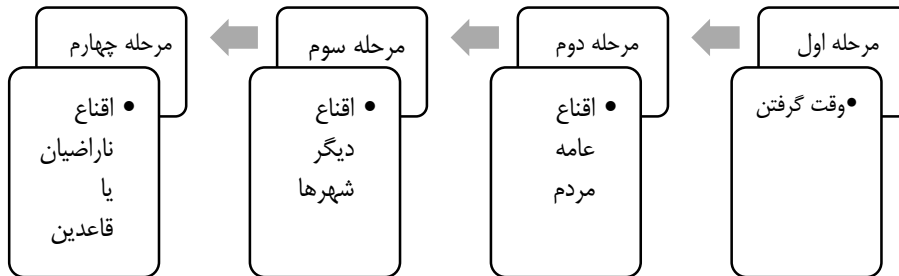 مرحله اول
•وقت گرفتن
مرحله دوم
• اقناع
عامه
مردم
مرحله سوم
• اقناع
دیگر
شهرها
مرحله چهارم
• اقناع
ناراضیان
یا
قاعدین